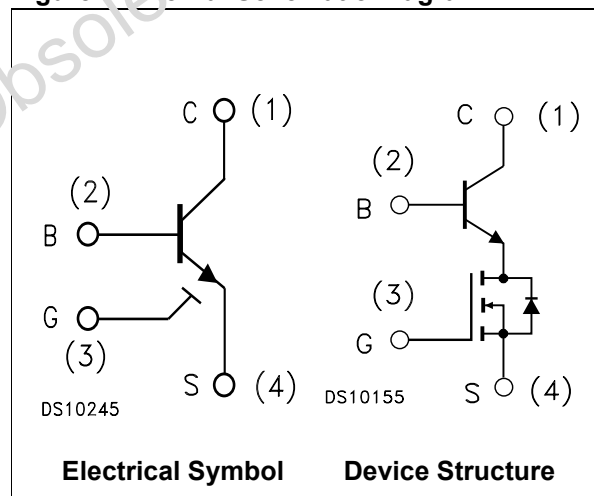 C (1)
(2)
B
G
(3)
S (4)
DS10245
Electrical Symbol
C (1)
(2)
B
(3)
G
S (4)
DS10155
Device Structure